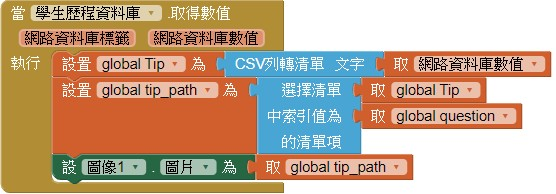 當 學生歷程資料庫 .取得數值
網路資料庫標籤 網路資料庫數值
執行 設置 global Tip 為 CSV列轉清單 文字 取 網路資料庫數值
設置 global tip_path 為 選擇清單 取 global Tip
中索引值為 取 global question
的清單項
設 圖像1 . 圖片 為 取 global tip_path